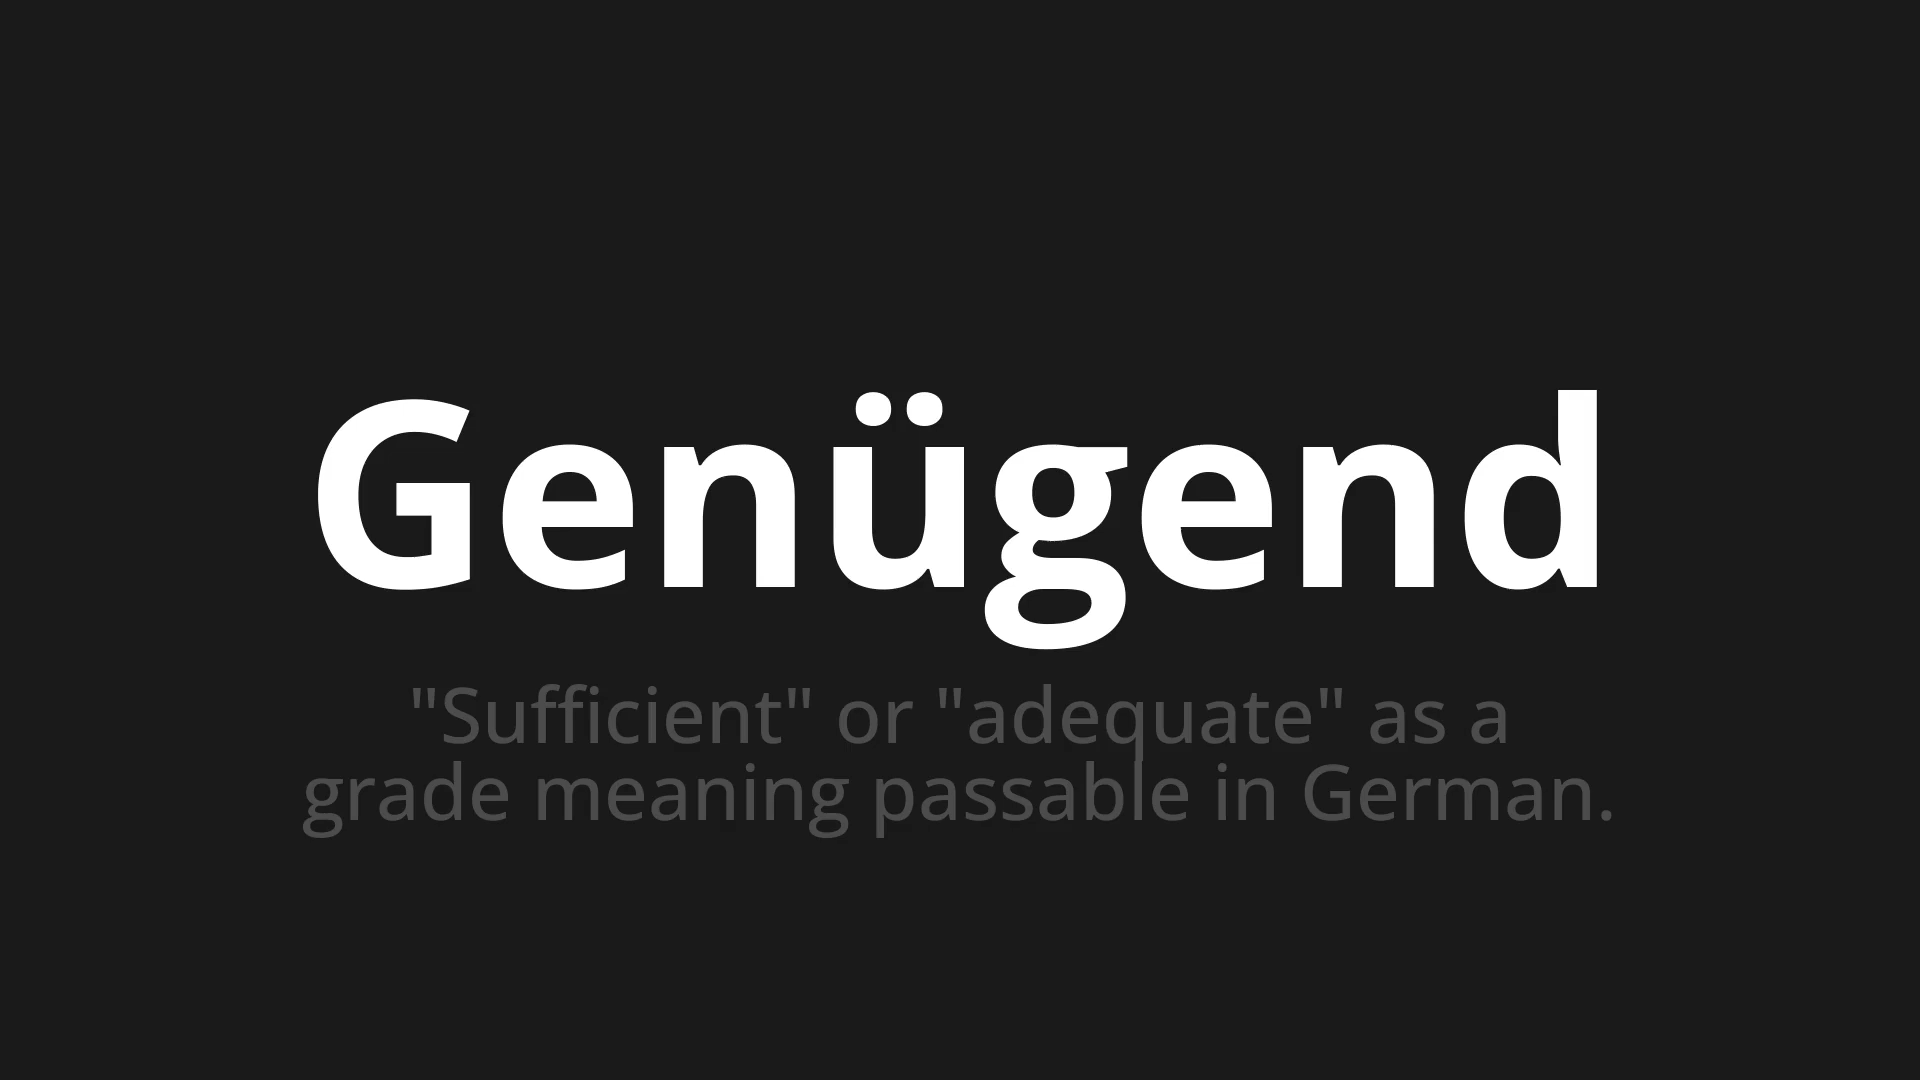 Genügend
"Sufficient" or "adequate" as a
grade meaning passable in German.